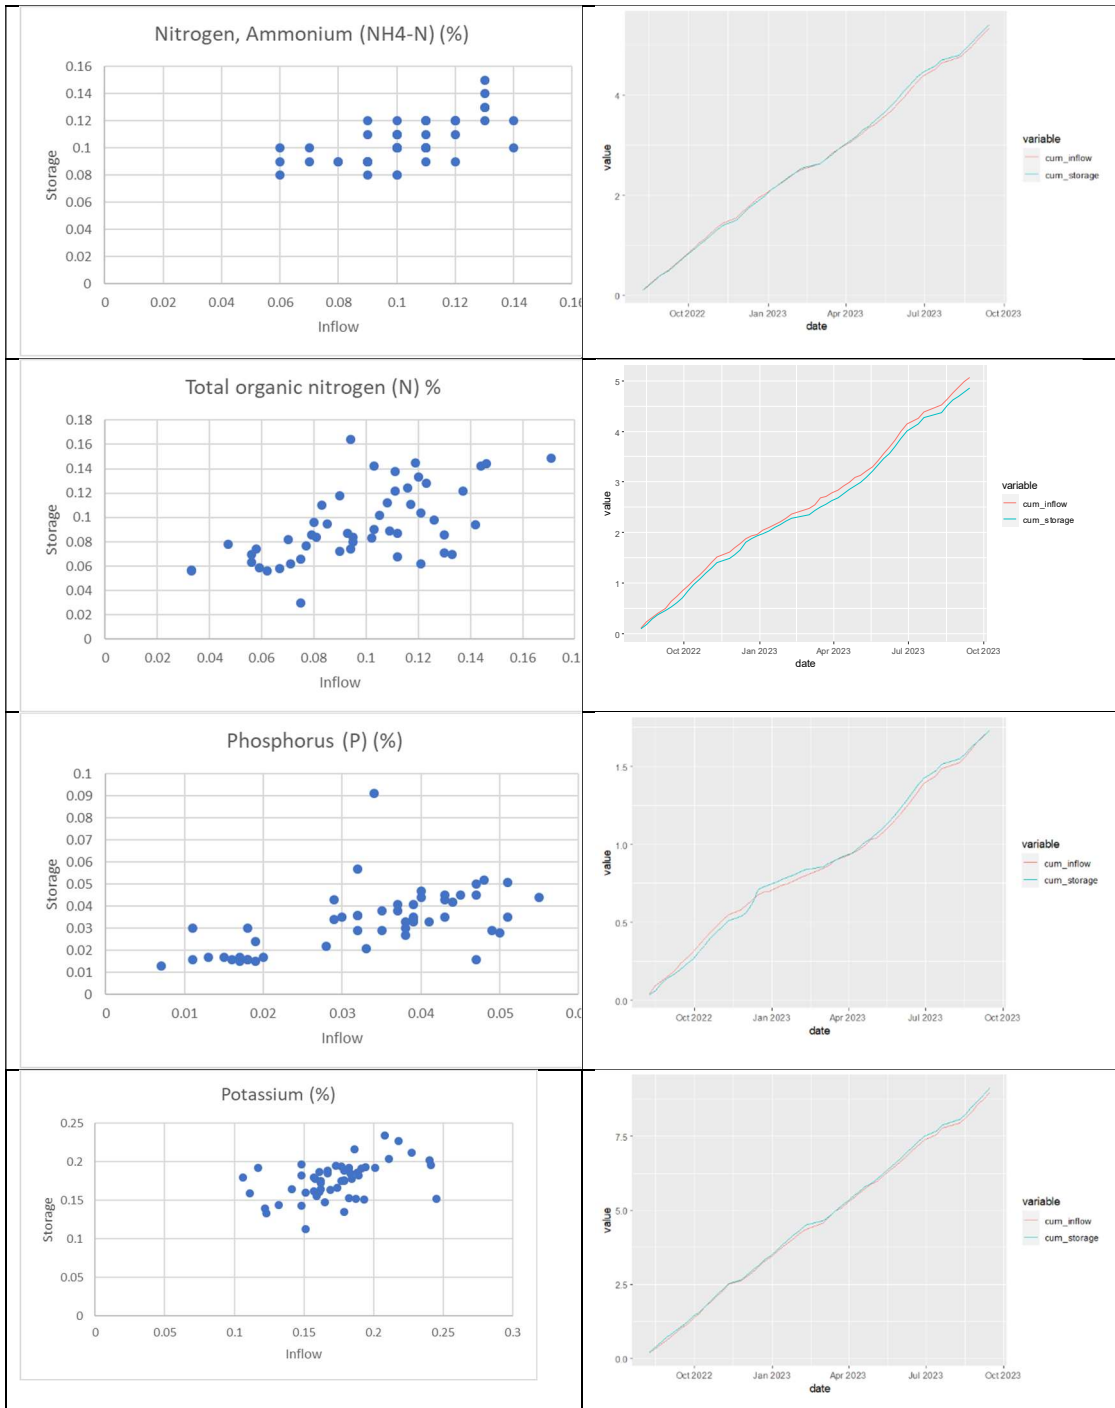 Nitrogen, Ammonium (NH4-N) (%)
0.16
0.14
0.12
0.1
0.08
0.06
0.04
0.02
0
Storage
0 0.02 0.04 0.06 0.08 0.1 0.12 0.14 0.16
Inflow
4
2
0
value
Oct 2022 Jan 2023 Apr 2023 Jul 2023 Oct 2023
date
variable
cum_inflow
cum_storage
Total organic nitrogen (N) %
0.18
0.16
0.14
0.12
0.1
0.08
0.06
0.04
0.02
0
Storage
0 0.02 0.04 0.06 0.08 0.1 0.12 0.14 0.16 0.1
Inflow
5
4
3
2
1
0
value
Oct 2022 Jan 2023 Apr 2023 Jul 2023 Oct 2023
date
variable
cum_inflow
cum_storage
Phosphorus (P) (%)
0.1
0.09
0.08
0.07
0.06
0.05
0.04
0.03
0.02
0.01
0
Storage
0 0.01 0.02 0.03 0.04 0.05 0.0
Inflow
1.5
1.0
0.5
0.0
value
Oct 2022 Jan 2023 Apr 2023 Jul 2023 Oct 2023
date
variable
cum_inflow
cum_storage
Potassium (%)
0.25
0.2
0.15
0.1
0.05
0
Storage
0 0.05 0.1 0.15 0.2 0.25 0.3
Inflow
7.5
5.0
2.5
0.0
value
Oct 2022 Jan 2023 Apr 2023 Jul 2023 Oct 2023
date
variable
cum_inflow
cum_storage